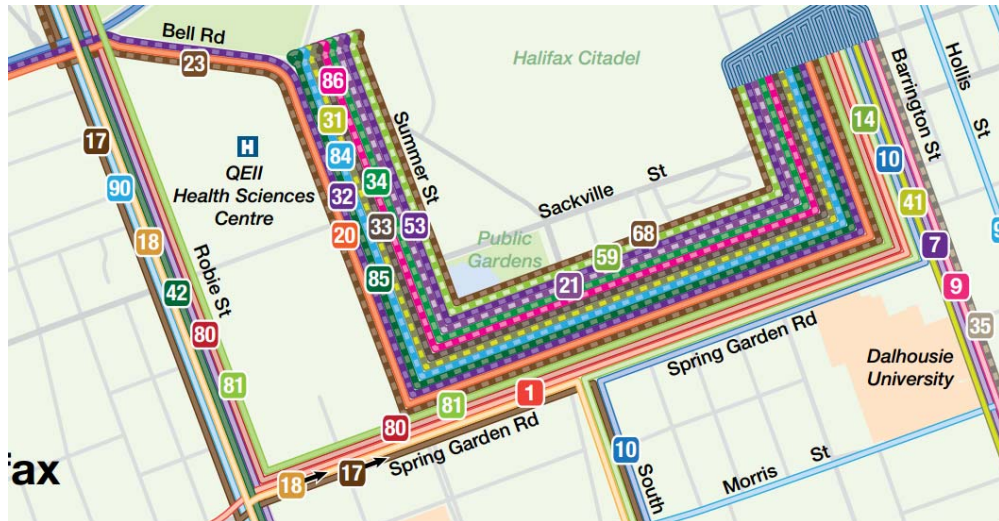 Bell Rd
23
86
31
84
34
32
33
53
20
85
Summer St
Halifax Citadel
H
QEII
Health Sciences
Centre
Public
Gardens
Sackville St
68
59
21
14
10
41
7
9
35
Barrington St
Hollis St
9
17
90
18
42
80
81
Robie St
80
81
1
18
17
Spring Garden Rd
Spring Garden Rd
10
South
Morris St
Dalhousie
University
fax